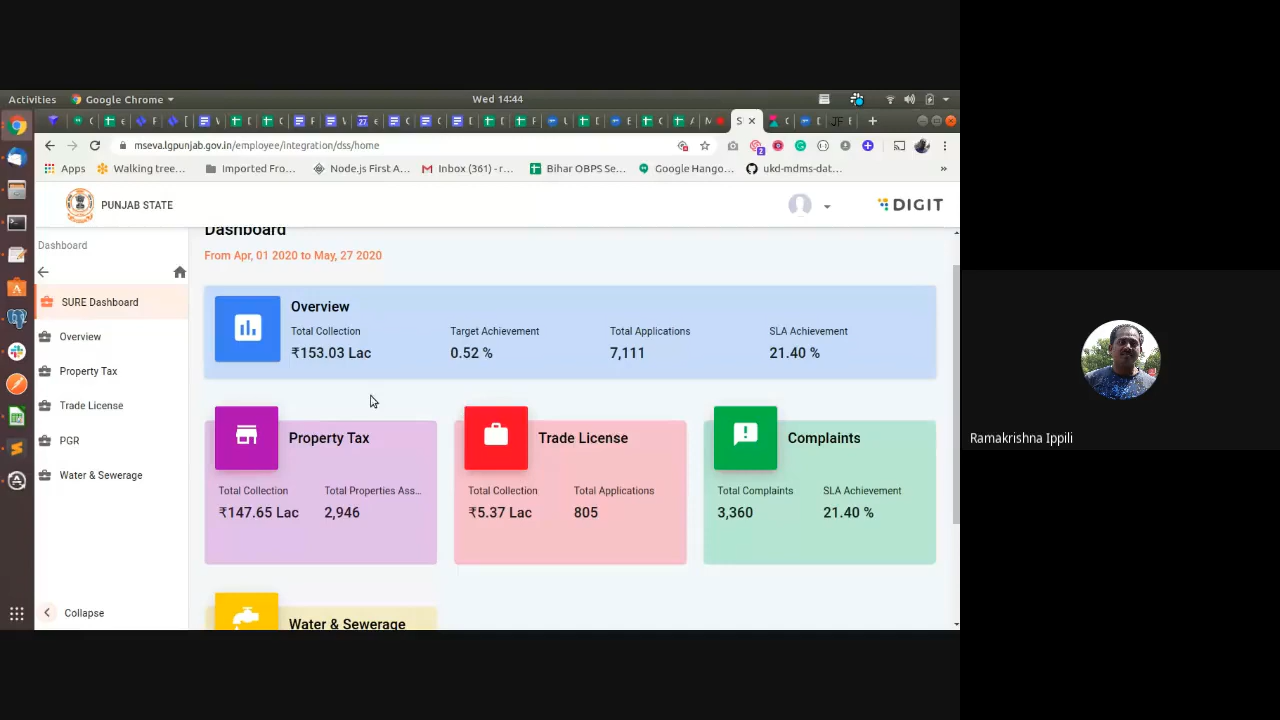 Activities
Google Chrome
Wed 14:44
S
mseva.lgpunjab.gov.in/employee/integration/dss/home
2
Apps
Walking tree...
Imported Fro...
Node.js First A...
Inbox (361) - r...
Bihar OBPS Se...
Google Hango...
ukd-mdms-dat...
PUNJAB STATE
DIGIT
Dashboard
Dashboard
From Apr, 01 2020 to May, 27 2020
SURE Dashboard
Overview
Property Tax
Trade License
PGR
Water & Sewerage
Collapse
Overview
Total Collection
Target Achievement
Total Applications
SLA Achievement
₹153.03 Lac
0.52 %
7,111
21.40 %
Property Tax
Total Collection
Total Properties Ass...
₹147.65 Lac
2,946
Trade License
Total Collection
Total Applications
₹5.37 Lac
805
Complaints
Total Complaints
SLA Achievement
3,360
21.40 %
Water & Sewerage
Ramakrishna Ippili